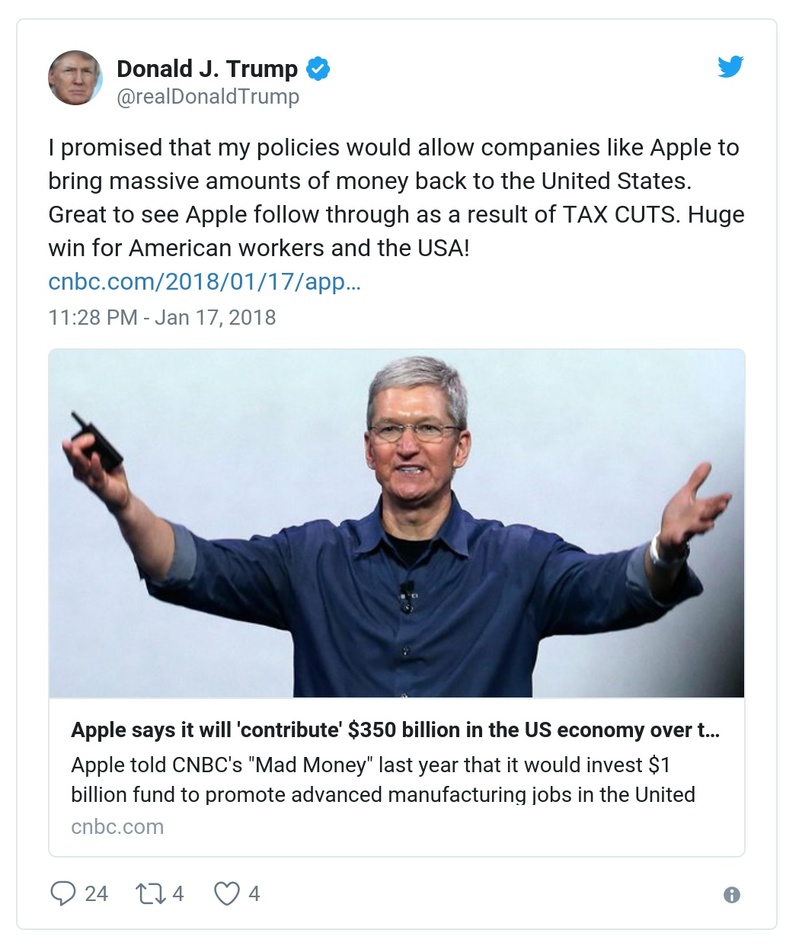 Donald J. Trump
@realDonaldTrump
I promised that my policies would allow companies like Apple to
bring massive amounts of money back to the United States.
Great to see Apple follow through as a result of TAX CUTS. Huge
win for American workers and the USA!
cnbc.com/2018/01/17/app…
11:28 PM - Jan 17, 2018
Apple says it will 'contribute' $350 billion in the US economy over t…
Apple told CNBC's "Mad Money" last year that it would invest $1
billion fund to promote advanced manufacturing jobs in the United
cnbc.com
24 4 4